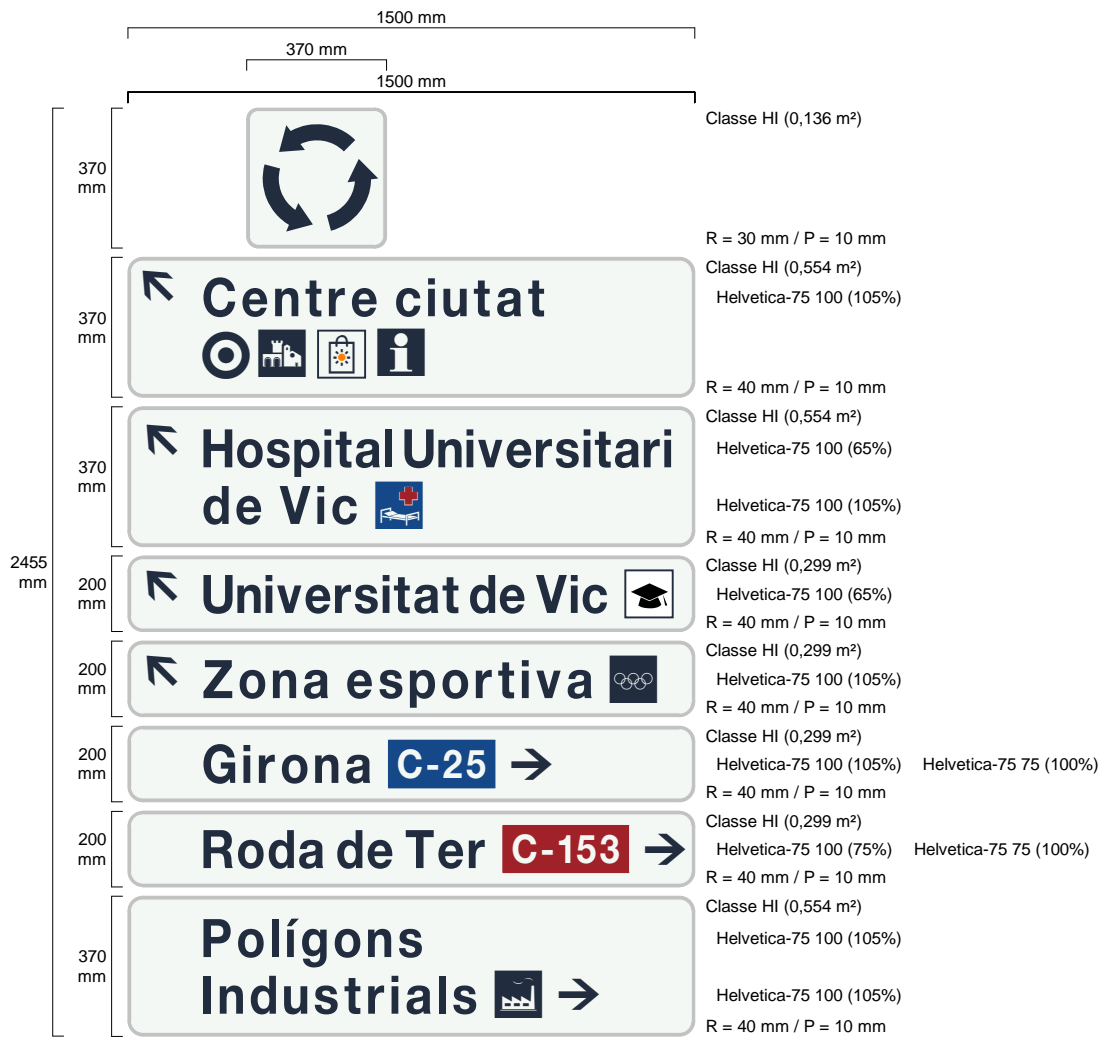 1500 mm
370 mm
1500 mm
2455 mm
370 mm
Classe HI (0,136 m²)
R = 30 mm / P = 10 mm
370 mm
Centre ciutat
i
Classe HI (0,554 m²)
Helvetica-75 100 (105%)
R = 40 mm / P = 10 mm
370 mm
Hospital Universitari
de Vic
Classe HI (0,554 m²)
Helvetica-75 100 (65%)
Helvetica-75 100 (105%)
R = 40 mm / P = 10 mm
200 mm
Universitat de Vic
Classe HI (0,299 m²)
Helvetica-75 100 (65%)
R = 40 mm / P = 10 mm
200 mm
Zona esportiva
Classe HI (0,299 m²)
Helvetica-75 100 (105%)
R = 40 mm / P = 10 mm
200 mm
Girona C-25
Classe HI (0,299 m²)
Helvetica-75 100 (105%) Helvetica-75 75 (100%)
R = 40 mm / P = 10 mm
200 mm
Roda de Ter C-153
Classe HI (0,299 m²)
Helvetica-75 100 (75%) Helvetica-75 75 (100%)
R = 40 mm / P = 10 mm
370 mm
Polígons
Industrials
Classe HI (0,554 m²)
Helvetica-75 100 (105%)
Helvetica-75 100 (105%)
R = 40 mm / P = 10 mm